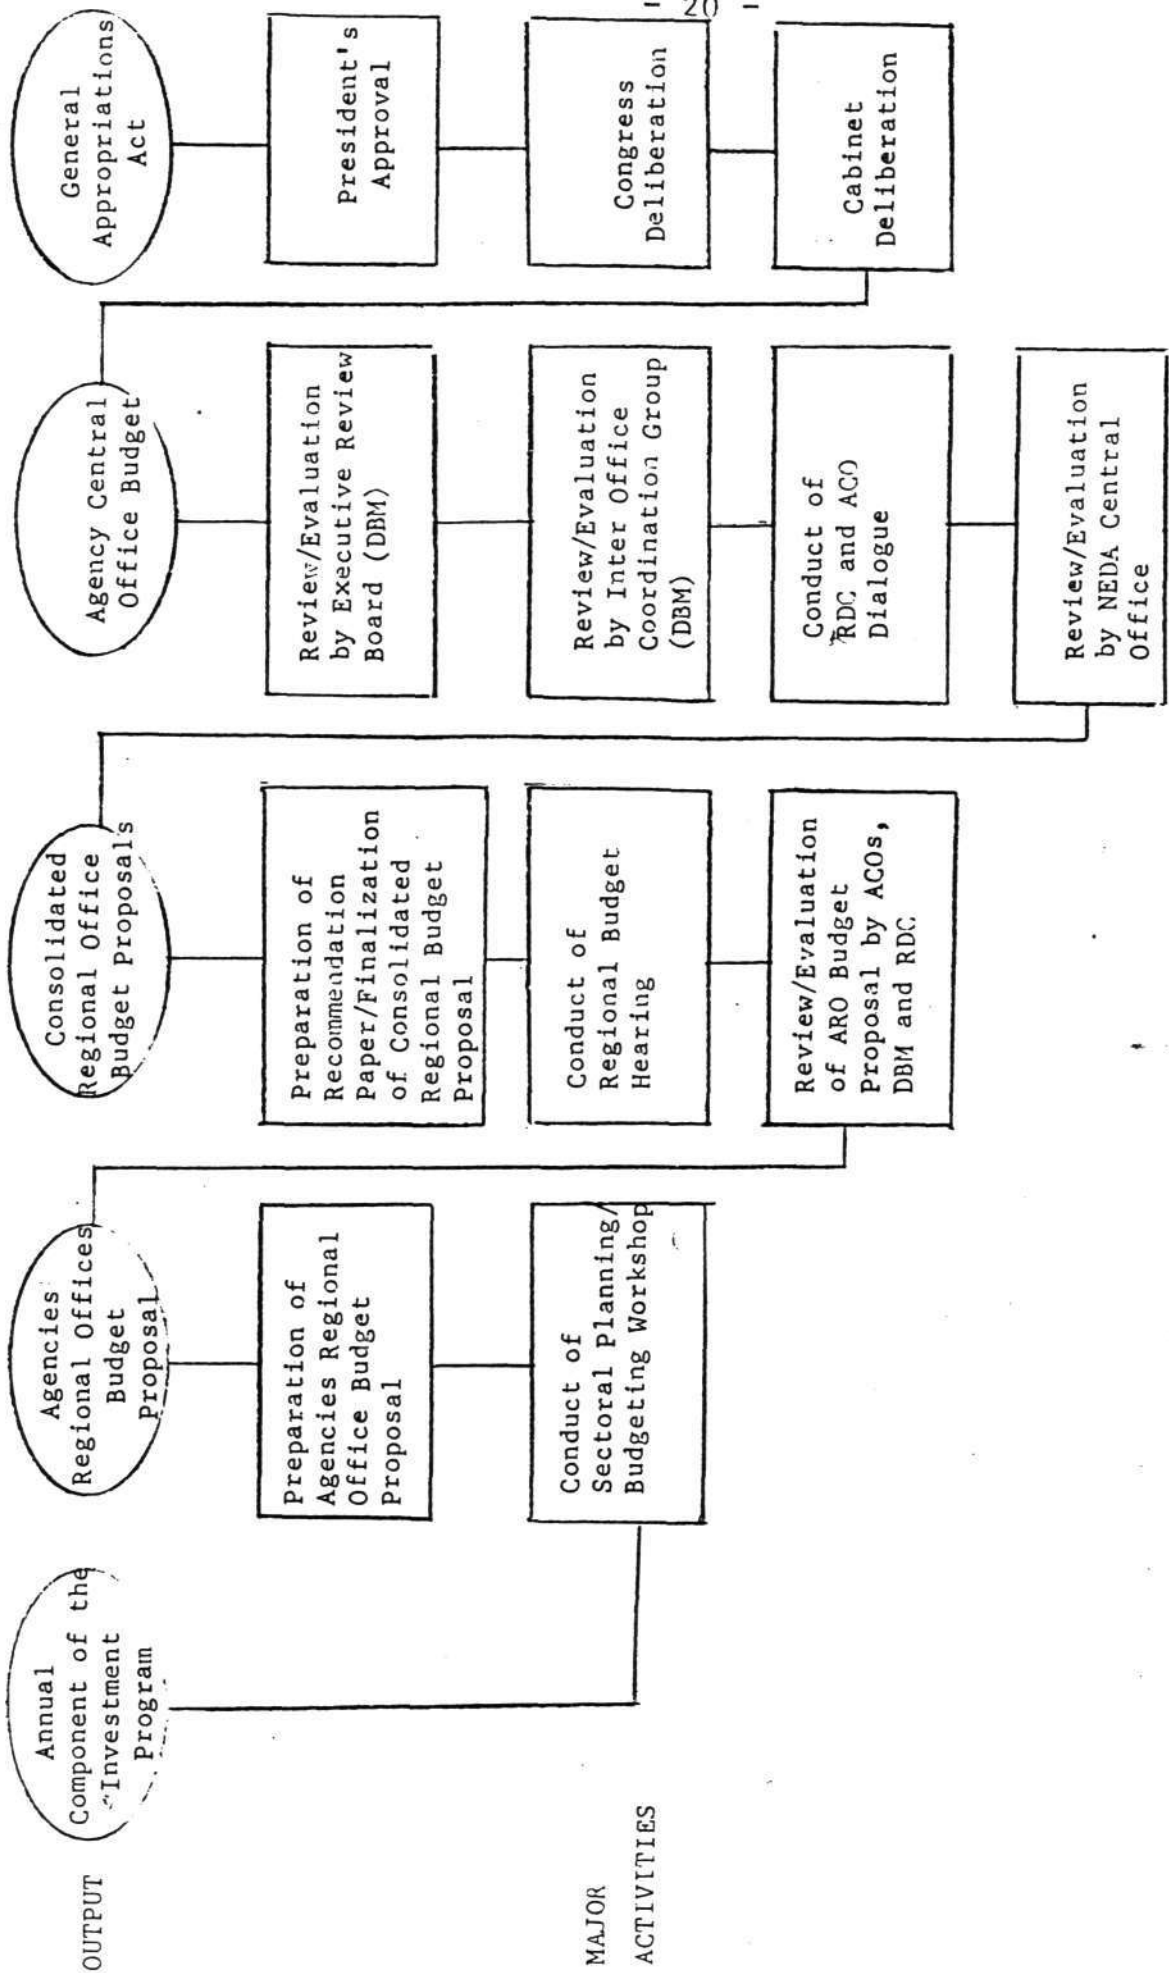 - 20 -
OUTPUT
Annual
Component of the
Investment
Program
Agencies
Regional Offices
Budget
Proposal
Consolidated
Regional Office
Budget Proposals
Agency Central
Office Budget
General
Appropriations
Act
MAJOR
ACTIVITIES
Preparation of
Agencies Regional
Office Budget
Proposal
Conduct of
Sectoral Planning/
Budgeting Workshop
Preparation of
Recommendation
Paper/Finalization
of Consolidated
Regional Budget
Proposal
Conduct of
Regional Budget
Hearing
Review/Evaluation
of ARO Budget
Proposal by ACOs,
DBM and RDC
Review/Evaluation
by Executive Review
Board (DBM)
Review/Evaluation
by Inter Office
Coordination Group
(DBM)
Conduct of
RDC and ACO
Dialogue
Review/Evaluation
by NEDA Central
Office
President's
Approval
Congress
Deliberation
Cabinet
Deliberation